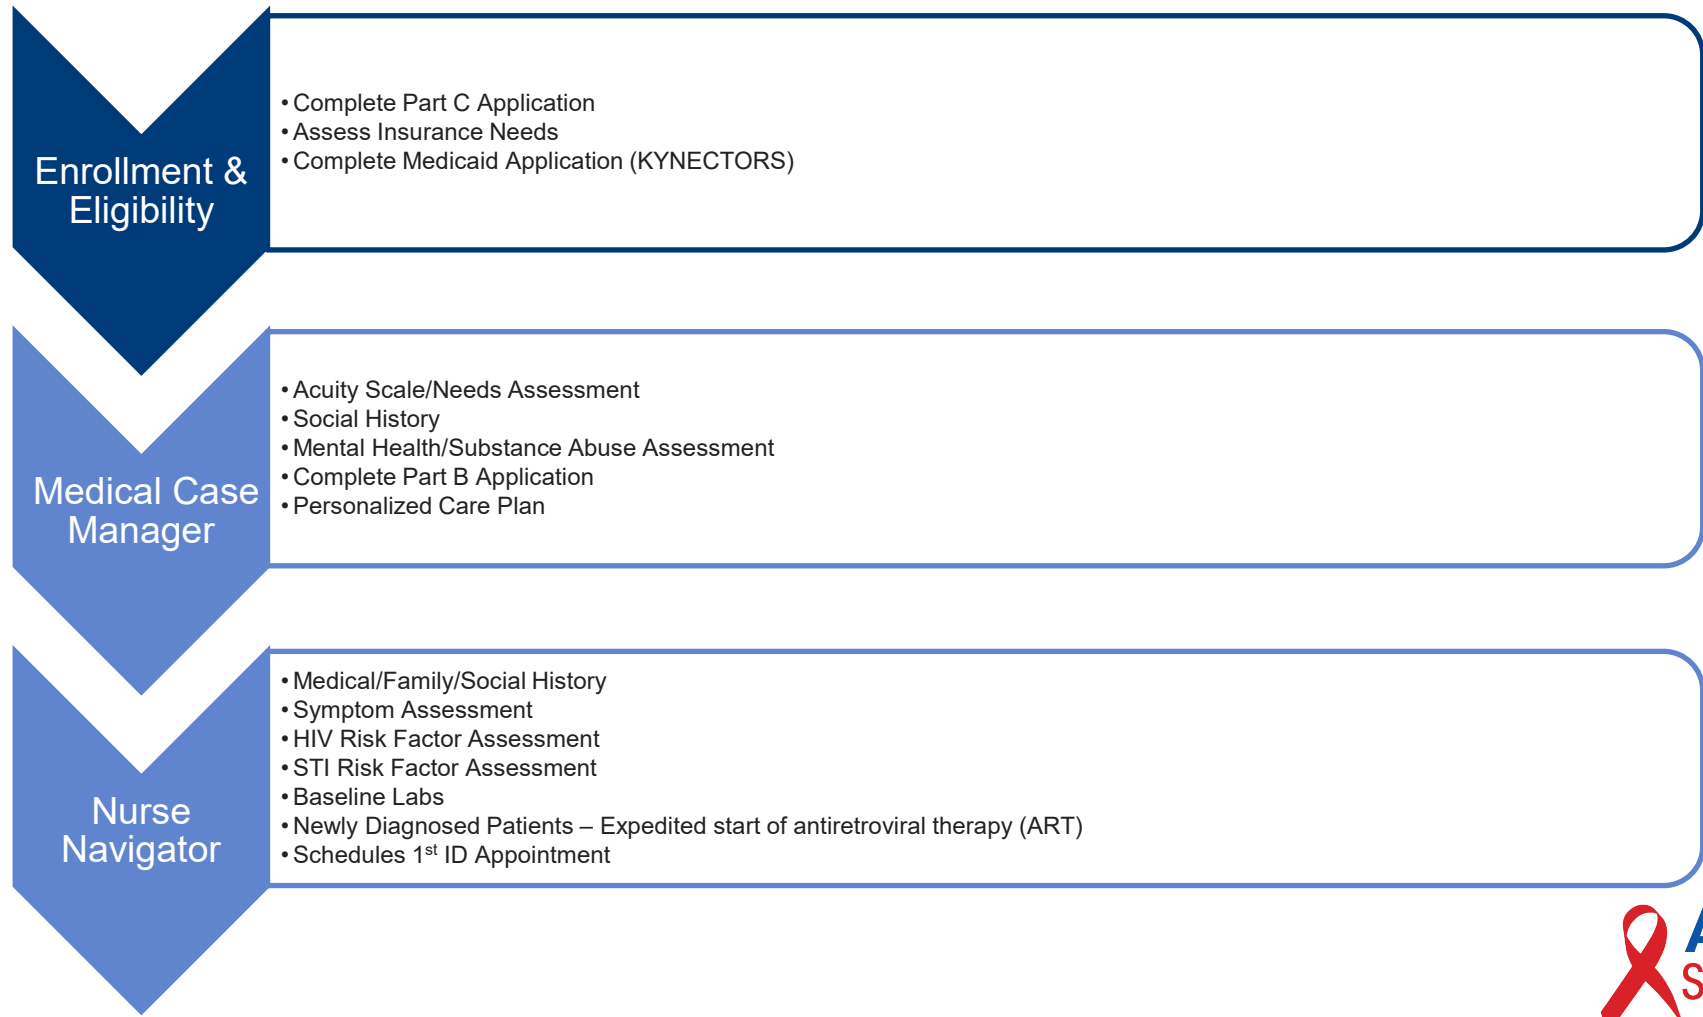 Enrollment &
Eligibility
• Complete Part C Application
• Assess Insurance Needs
• Complete Medicaid Application (KYNECTORS)
Medical Case
Manager
• Acuity Scale/Needs Assessment
• Social History
• Mental Health/Substance Abuse Assessment
• Complete Part B Application
• Personalized Care Plan
Nurse
Navigator
• Medical/Family/Social History
• Symptom Assessment
• HIV Risk Factor Assessment
• STI Risk Factor Assessment
• Baseline Labs
• Newly Diagnosed Patients – Expedited start of antiretroviral therapy (ART)
• Schedules 1st ID Appointment